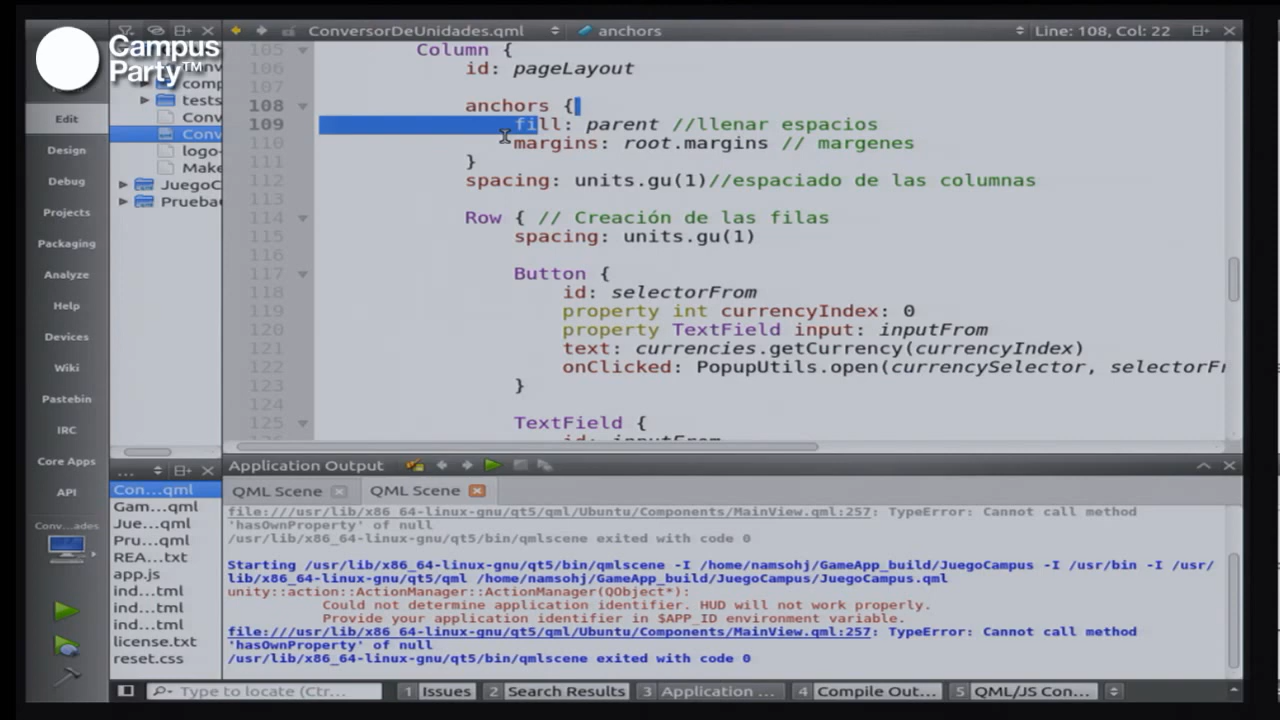 Campus
Party™
ConversorDeUnidades.qml
anchors
Line: 108, Col: 22
Edit
Design
Debug
Projects
Packaging
Analyze
Help
Devices
Wiki
Pastebin
IRC
Core Apps
API
Conv...ades
comp
tests
Conv
Conv
logo-
Make
JuegoC
Prueba
105 Column {
106 id: pageLayout
107
108 anchors {
109 fill: parent //llenar espacios
110 margins: root.margins // margenes
111 }
112 spacing: units.gu(1)//espaciado de las columnas
113
114 Row { // Creación de las filas
115 spacing: units.gu(1)
116
117 Button {
118 id: selectorFrom
119 property int currencyIndex: 0
120 property TextField input: inputFrom
121 text: currencies.getCurrency(currencyIndex)
122 onClicked: PopupUtils.open(currencySelector, selectorFr
123 }
124
125 TextField {
id: inputFrom
...
Con...qml
Gam...qml
Jue...qml
Pru...qml
REA...txt
app.js
ind...tml
ind...tml
ind...tml
license.txt
reset.css
Application Output
QML Scene
QML Scene
file:///usr/lib/x86_64-linux-gnu/qt5/qml/Ubuntu/Components/MainView.qml:257: TypeError: Cannot call method
'hasOwnProperty' of null
/usr/lib/x86_64-linux-gnu/qt5/bin/qmlscene exited with code 0
Starting /usr/lib/x86_64-linux-gnu/qt5/bin/qmlscene -I /home/namsohj/GameApp_build/JuegoCampus -I /usr/bin -I /usr/
lib/x86_64-linux-gnu/qt5/qml /home/namsohj/GameApp_build/JuegoCampus/JuegoCampus.qml
unity::action::ActionManager::ActionManager(QObject*):
Could not determine application identifier. HUD will not work properly.
Provide your application identifier in $APP_ID environment variable.
file:///usr/lib/x86_64-linux-gnu/qt5/qml/Ubuntu/Components/MainView.qml:257: TypeError: Cannot call method
'hasOwnProperty' of null
/usr/lib/x86_64-linux-gnu/qt5/bin/qmlscene exited with code 0
Type to locate (Ctr...
1 Issues
2 Search Results
3 Application ...
4 Compile Out...
5 QML/JS Con...